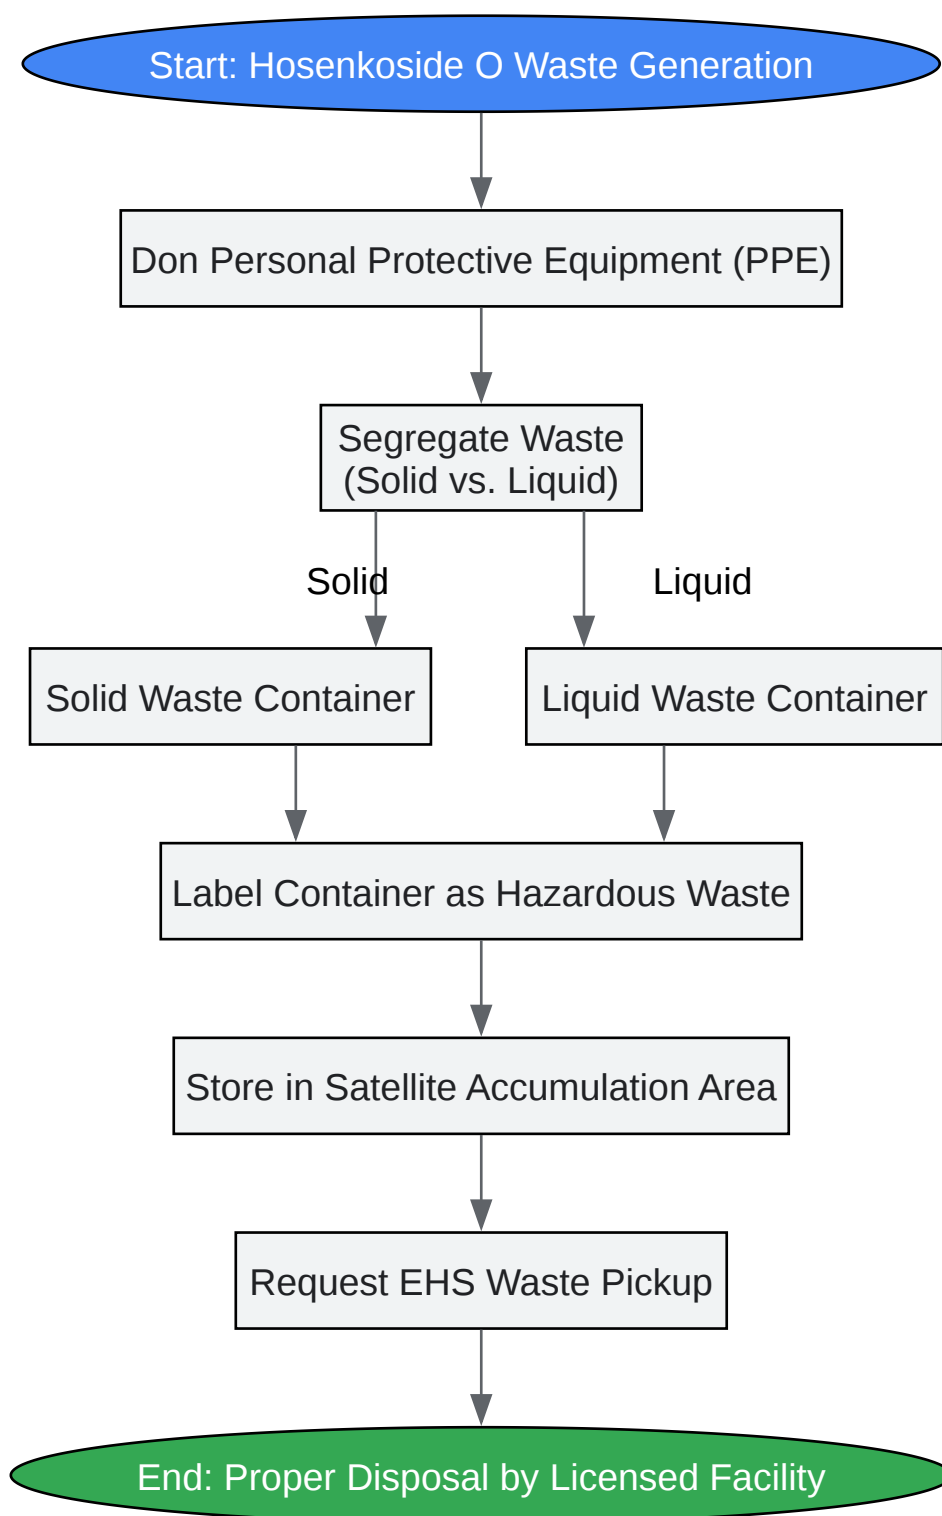 Start: Hosenkoside O Waste Generation
Don Personal Protective Equipment (PPE)
Segregate Waste
(Solid vs. Liquid)
Solid
Liquid
Solid Waste Container
Liquid Waste Container
Label Container as Hazardous Waste
Store in Satellite Accumulation Area
Request EHS Waste Pickup
End: Proper Disposal by Licensed Facility